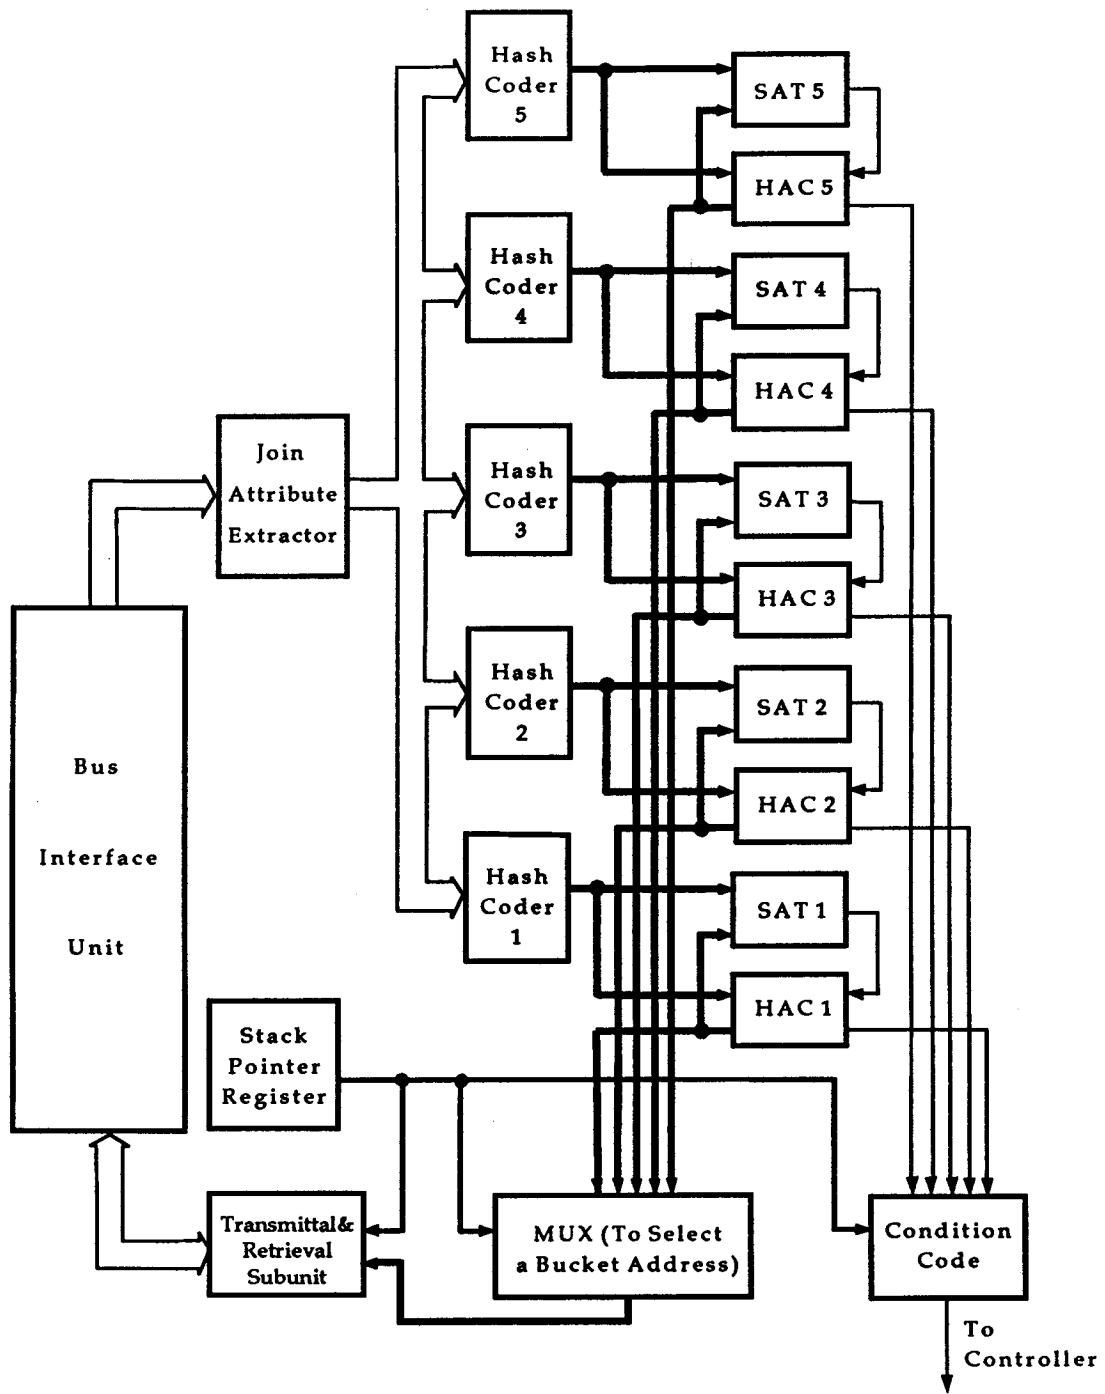 Hash
Coder
5
SAT 5
HAC 5
Hash
Coder
4
SAT 4
HAC 4
Join
Attribute
Extractor
Hash
Coder
3
SAT 3
HAC 3
Hash
Coder
2
SAT 2
HAC 2
Bus
Interface
Unit
Hash
Coder
1
SAT 1
HAC 1
Stack
Pointer
Register
Transmittal&
Retrieval
Subunit
MUX (To Select
a Bucket Address)
Condition
Code
To
Controller